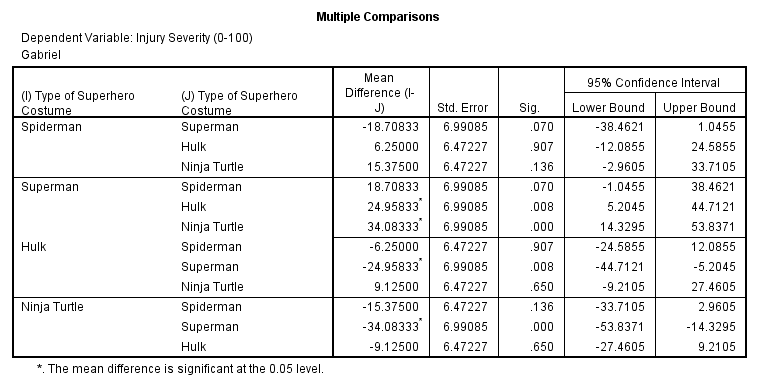 Multiple Comparisons
Dependent Variable: Injury Severity (0-100)
Gabriel
(I) Type of Superhero Costume (J) Type of Superhero Costume Mean Difference (I-J) Std. Error Sig. 95% Confidence Interval
Lower Bound Upper Bound
Spiderman Superman -18.70833 6.99085 .070 -38.4621 1.0455
Hulk 6.25000 6.47227 .907 -12.0855 24.5855
Ninja Turtle 15.37500 6.47227 .136 -2.9605 33.7105
Superman Spiderman 18.70833 6.99085 .070 -1.0455 38.4621
Hulk 24.95833* 6.99085 .008 5.2045 44.7121
Ninja Turtle 34.08333* 6.99085 .000 14.3295 53.8371
Hulk Spiderman -6.25000 6.47227 .907 -24.5855 12.0855
Superman -24.95833* 6.99085 .008 -44.7121 -5.2045
Ninja Turtle 9.12500 6.47227 .650 -9.2105 27.4605
Ninja Turtle Spiderman -15.37500 6.47227 .136 -33.7105 2.9605
Superman -34.08333* 6.99085 .000 -53.8371 -14.3295
Hulk -9.12500 6.47227 .650 -27.4605 9.2105
*. The mean difference is significant at the 0.05 level.